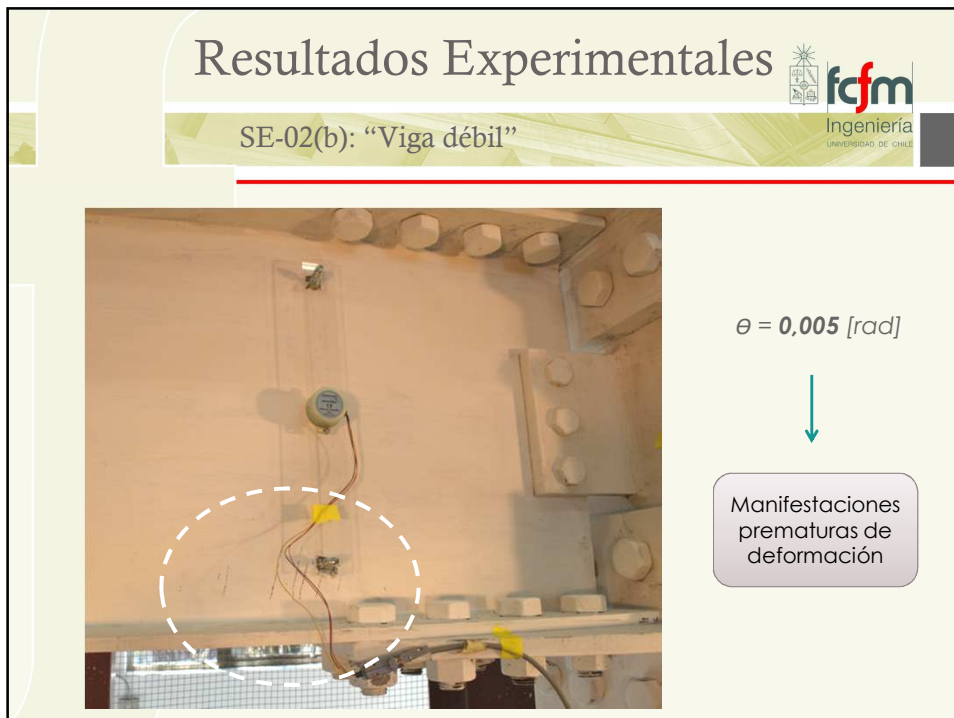 Resultados Experimentales
fcfm
Ingeniería
UNIVERSIDAD DE CHILE
SE-02(b): “Viga débil”
θ = 0,005 [rad]
Manifestaciones
prematuras de
deformación